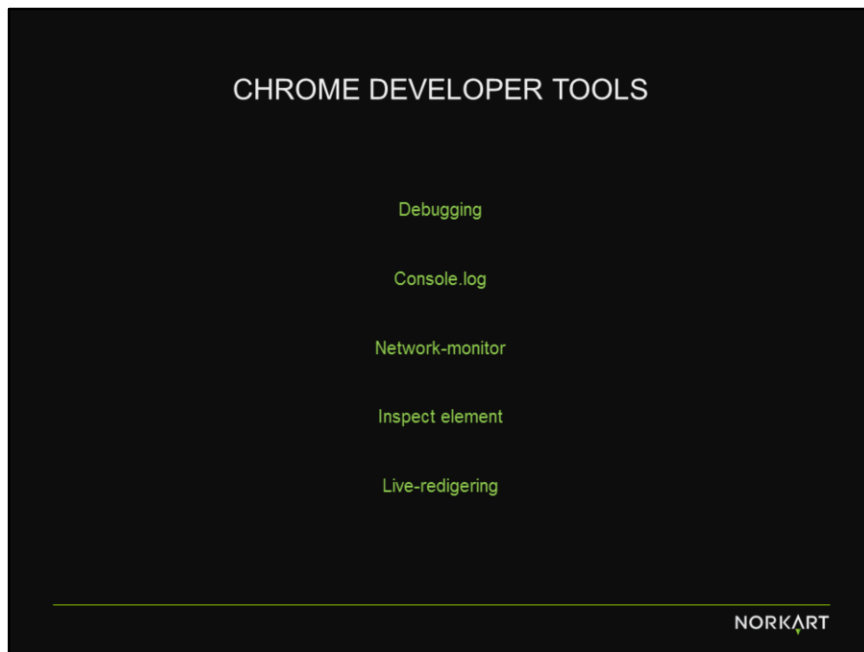 CHROME DEVELOPER TOOLS
Debugging
Console.log
Network-monitor
Inspect element
Live-redigering
NORKART